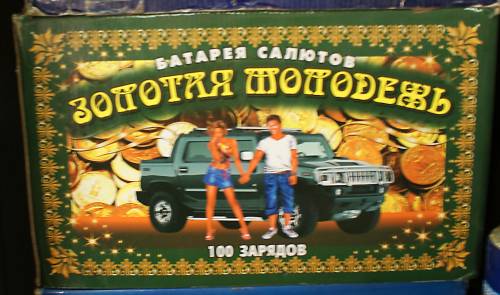 БАТАРЕЯ САЛЮТОВ
ЗОЛОТАЯ МОЛОДЕЖЬ
100 ЗАРЯДОВ